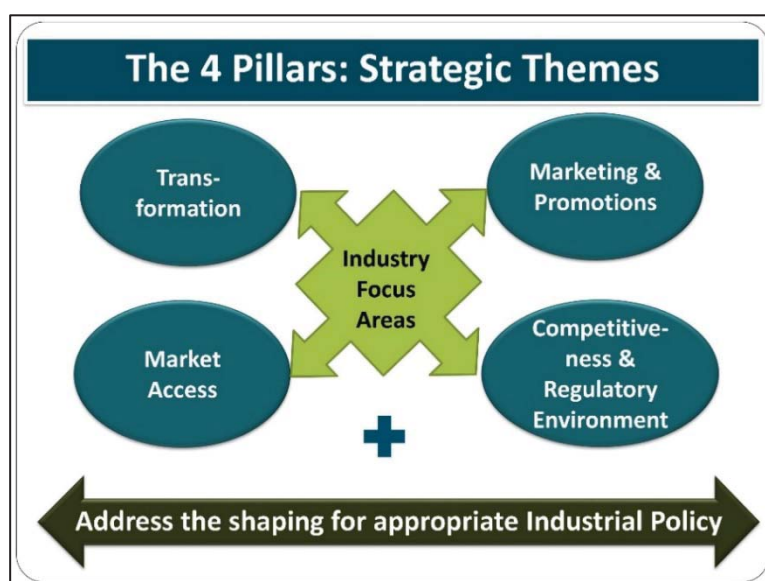 The 4 Pillars: Strategic Themes
Trans-
formation
Marketing &
Promotions
Industry
Focus
Areas
Market
Access
Competitive-
ness &
Regulatory
Environment
Address the shaping for appropriate Industrial Policy